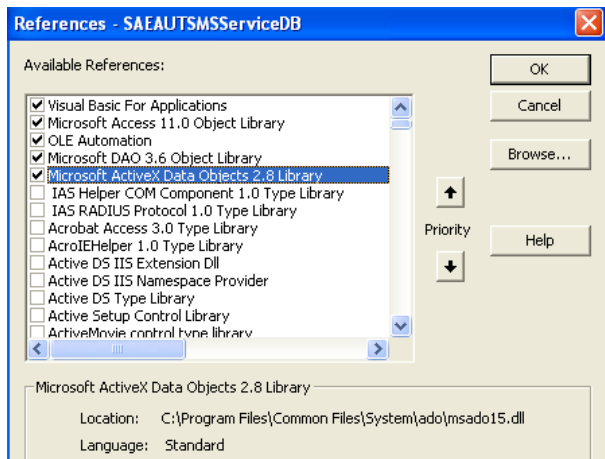 References - SAEAUTSMSServiceDB
Available References:
Visual Basic For Applications
Microsoft Access 11.0 Object Library
OLE Automation
Microsoft DAO 3.6 Object Library
Microsoft ActiveX Data Objects 2.8 Library
IAS Helper COM Component 1.0 Type Library
IAS RADIUS Protocol 1.0 Type Library
Acrobat Access 3.0 Type Library
AcroIEHelper 1.0 Type Library
Active DS IIS Extension Dll
Active DS IIS Namespace Provider
Active DS Type Library
Active Setup Control Library
ActiveMovie control type library
OK
Cancel
Browse...
Priority
Help
Microsoft ActiveX Data Objects 2.8 Library
Location: C:\Program Files\Common Files\System\ado\msado15.dll
Language: Standard